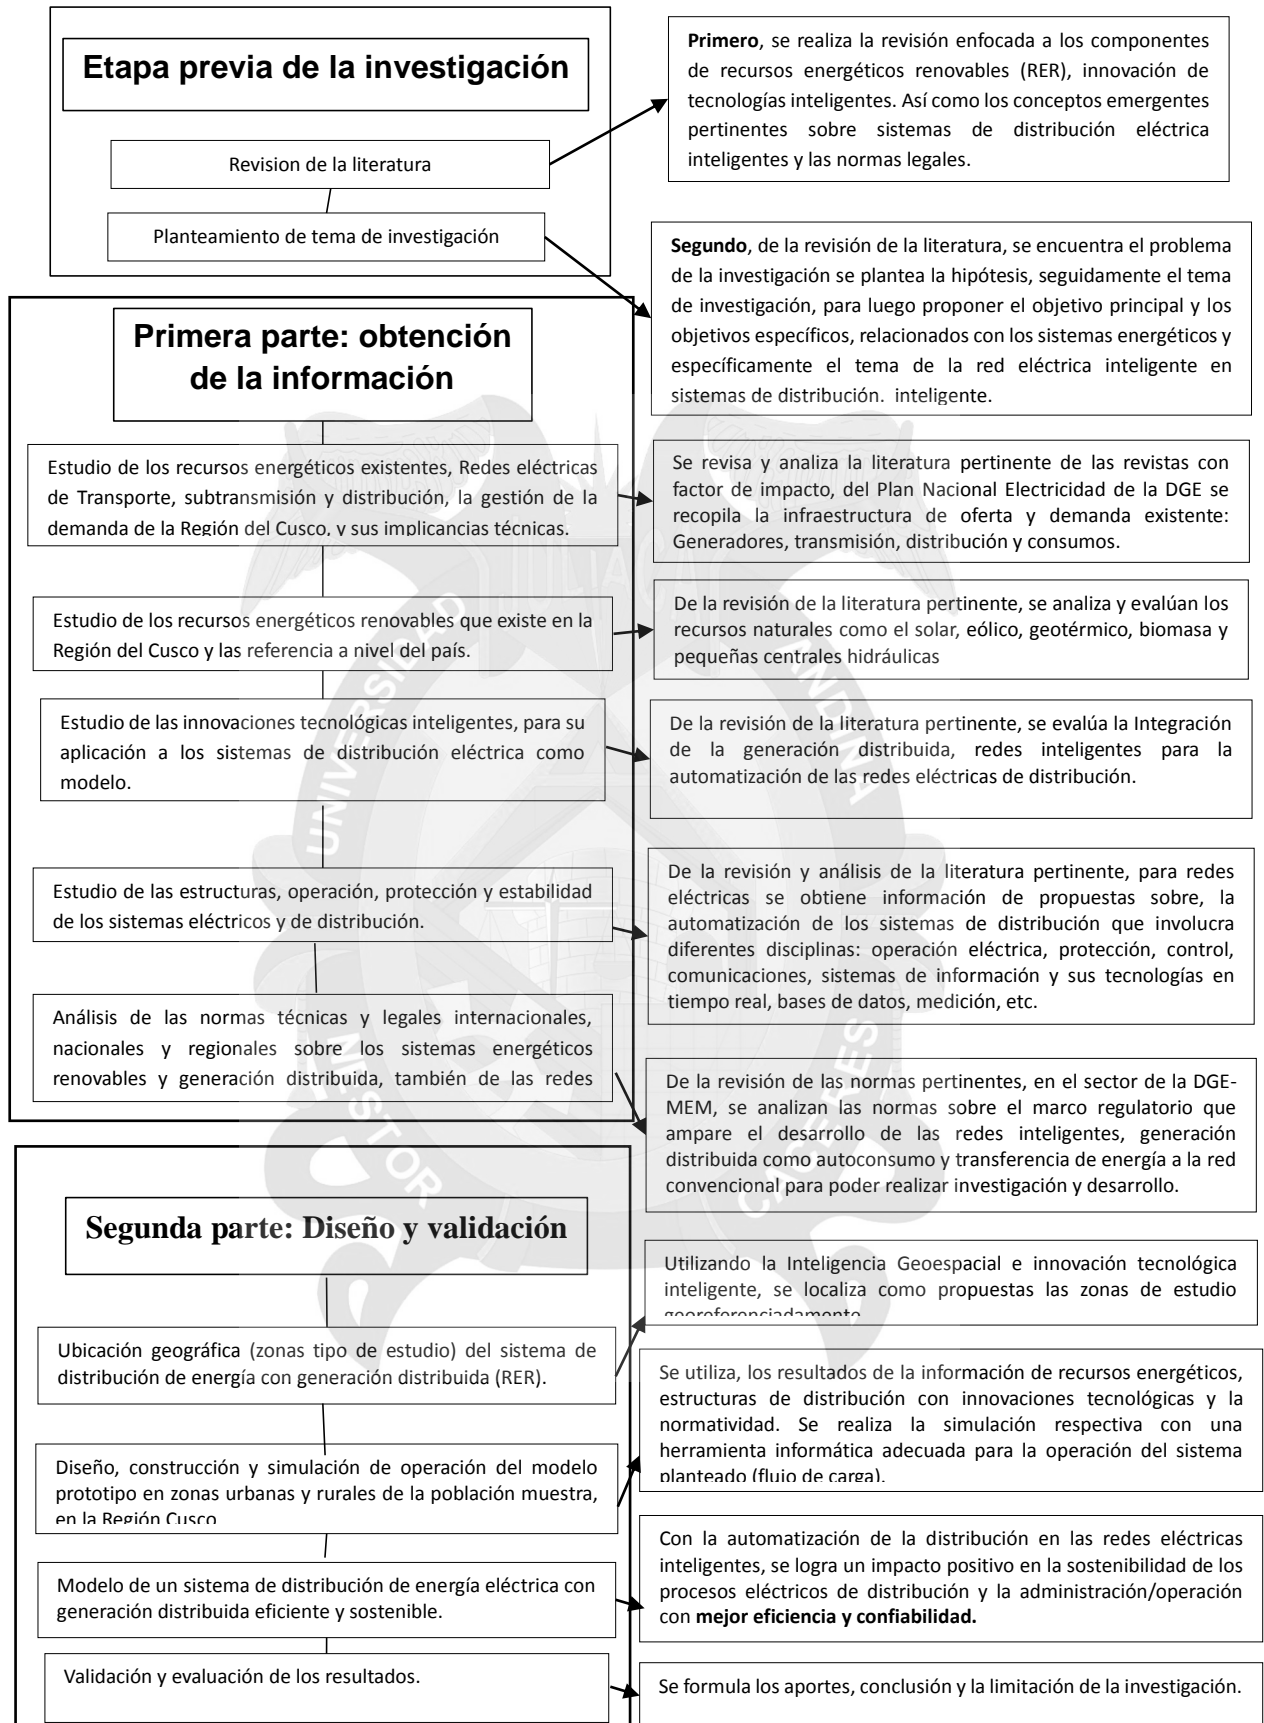 Etapa previa de la investigación
Revision de la literatura
Planteamiento de tema de investigación
Primero, se realiza la revisión enfocada a los componentes
de recursos energéticos renovables (RER), innovación de
tecnologías inteligentes. Así como los conceptos emergentes
pertinentes sobre sistemas de distribución eléctrica
inteligentes y las normas legales.
Segundo, de la revisión de la literatura, se encuentra el problema
de la investigación se plantea la hipótesis, seguidamente el tema
de investigación, para luego proponer el objetivo principal y los
objetivos específicos, relacionados con los sistemas energéticos y
específicamente el tema de la red eléctrica inteligente en
sistemas de distribución. inteligente.
Primera parte: obtención
de la información
Estudio de los recursos energéticos existentes, Redes eléctricas
de Transporte, subtransmisión y distribución, la gestión de la
demanda de la Región del Cusco, y sus implicancias técnicas.
Se revisa y analiza la literatura pertinente de las revistas con
factor de impacto, del Plan Nacional Electricidad de la DGE se
recopila la infraestructura de oferta y demanda existente:
Generadores, transmisión, distribución y consumos.
Estudio de los recursos energéticos renovables que existe en la
Región del Cusco y las referencia a nivel del país.
De la revisión de la literatura pertinente, se analiza y evalúan los
recursos naturales como el solar, eólico, geotérmico, biomasa y
pequeñas centrales hidráulicas
Estudio de las innovaciones tecnológicas inteligentes, para su
aplicación a los sistemas de distribución eléctrica como
modelo.
De la revisión de la literatura pertinente, se evalúa la Integración
de la generación distribuida, redes inteligentes para la
automatización de las redes eléctricas de distribución.
Estudio de las estructuras, operación, protección y estabilidad
de los sistemas eléctricos y de distribución.
De la revisión y análisis de la literatura pertinente, para redes
eléctricas se obtiene información de propuestas sobre, la
automatización de los sistemas de distribución que involucra
diferentes disciplinas: operación eléctrica, protección, control,
comunicaciones, sistemas de información y sus tecnologías en
tiempo real, bases de datos, medición, etc.
Análisis de las normas técnicas y legales internacionales,
nacionales y regionales sobre los sistemas energéticos
renovables y generación distribuida, también de las redes
De la revisión de las normas pertinentes, en el sector de la DGE-
MEM, se analizan las normas sobre el marco regulatorio que
ampare el desarrollo de las redes inteligentes, generación
distribuida como autoconsumo y transferencia de energía a la red
convencional para poder realizar investigación y desarrollo.
Segunda parte: Diseño y validación
Utilizando la Inteligencia Geoespacial e innovación tecnológica
inteligente, se localiza como propuestas las zonas de estudio
georeferenciadamente
Ubicación geográfica (zonas tipo de estudio) del sistema de
distribución de energía con generación distribuida (RER).
Se utiliza, los resultados de la información de recursos energéticos,
estructuras de distribución con innovaciones tecnológicas y la
normatividad. Se realiza la simulación respectiva con una
herramienta informática adecuada para la operación del sistema
planteado (flujo de carga).
Diseño, construcción y simulación de operación del modelo
prototipo en zonas urbanas y rurales de la población muestra,
en la Región Cusco
Con la automatización de la distribución en las redes eléctricas
inteligentes, se logra un impacto positivo en la sostenibilidad de los
procesos eléctricos de distribución y la administración/operación
con mejor eficiencia y confiabilidad.
Modelo de un sistema de distribución de energía eléctrica con
generación distribuida eficiente y sostenible.
Validación y evaluación de los resultados.
Se formula los aportes, conclusión y la limitación de la investigación.
UNIVERSIDAD
ANDINA
NESTOR
CACERES
JULIACA